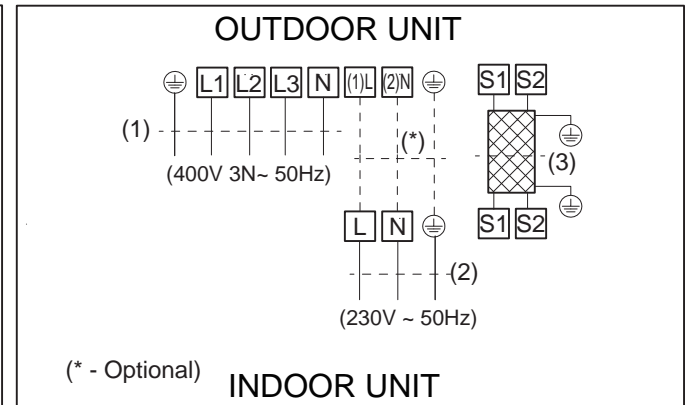 OUTDOOR UNIT
L1 L2 L3 N (1)L (2)N S1 S2
(1) (*)
(400V 3N~ 50Hz) (3)
L N S1 S2
(2)
(230V ~ 50Hz)
(* - Optional)
INDOOR UNIT